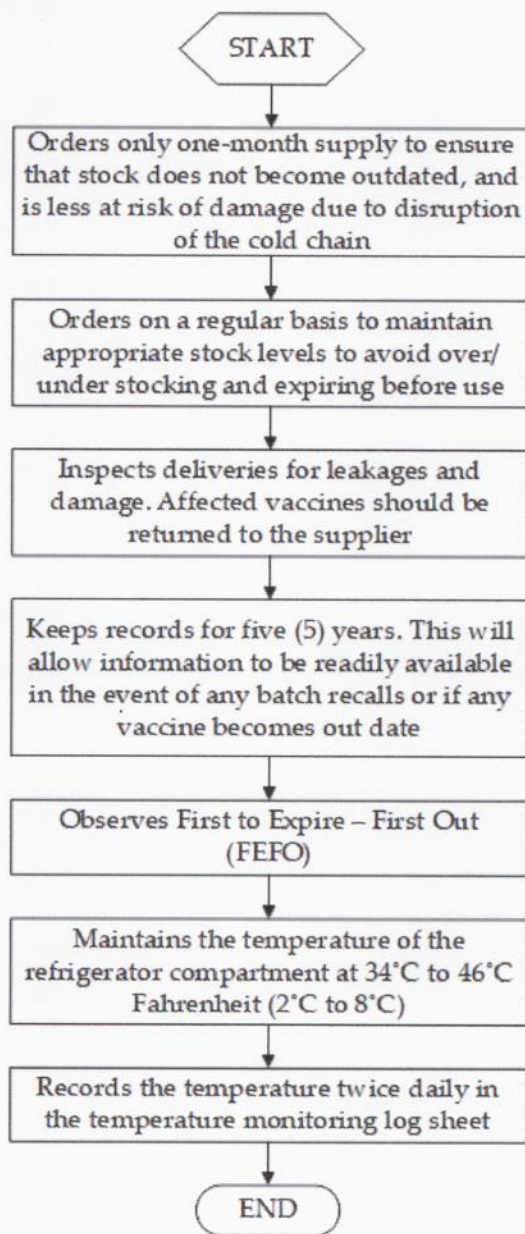 START
Orders only one-month supply to ensure
that stock does not become outdated, and
is less at risk of damage due to disruption
of the cold chain
Orders on a regular basis to maintain
appropriate stock levels to avoid over/
under stocking and expiring before use
Inspects deliveries for leakages and
damage. Affected vaccines should be
returned to the supplier
Keeps records for five (5) years. This will
allow information to be readily available
in the event of any batch recalls or if any
vaccine becomes out date
Observes First to Expire – First Out
(FEFO)
Maintains the temperature of the
refrigerator compartment at 34˚C to 46˚C
Fahrenheit (2˚C to 8˚C)
Records the temperature twice daily in
the temperature monitoring log sheet
END